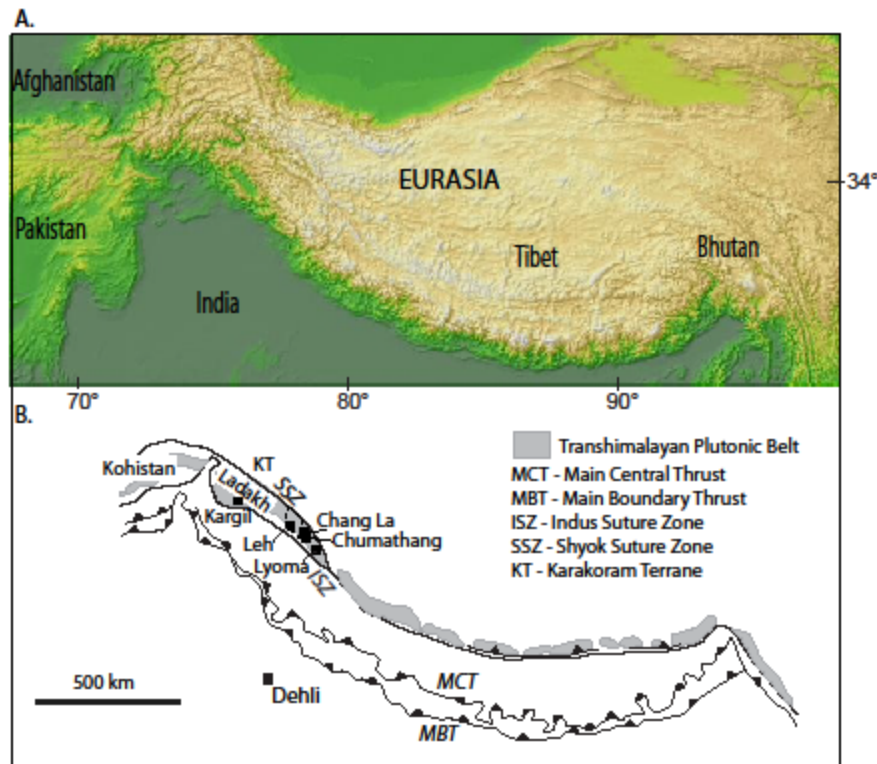 A.
Afghanistan
EURASIA
34°
Pakistan
Tibet
Bhutan
India
70°
80°
90°
B.
Transhimalayan Plutonic Belt
MCT - Main Central Thrust
MBT - Main Boundary Thrust
ISZ - Indus Suture Zone
SSZ - Shyok Suture Zone
KT - Karakoram Terrane
Kohistan
KT
SSZ
Ladakh
Kargil
Chang La
Leh
Chumathang
Lyoma
ISZ
500 km
Dehli
MCT
MBT